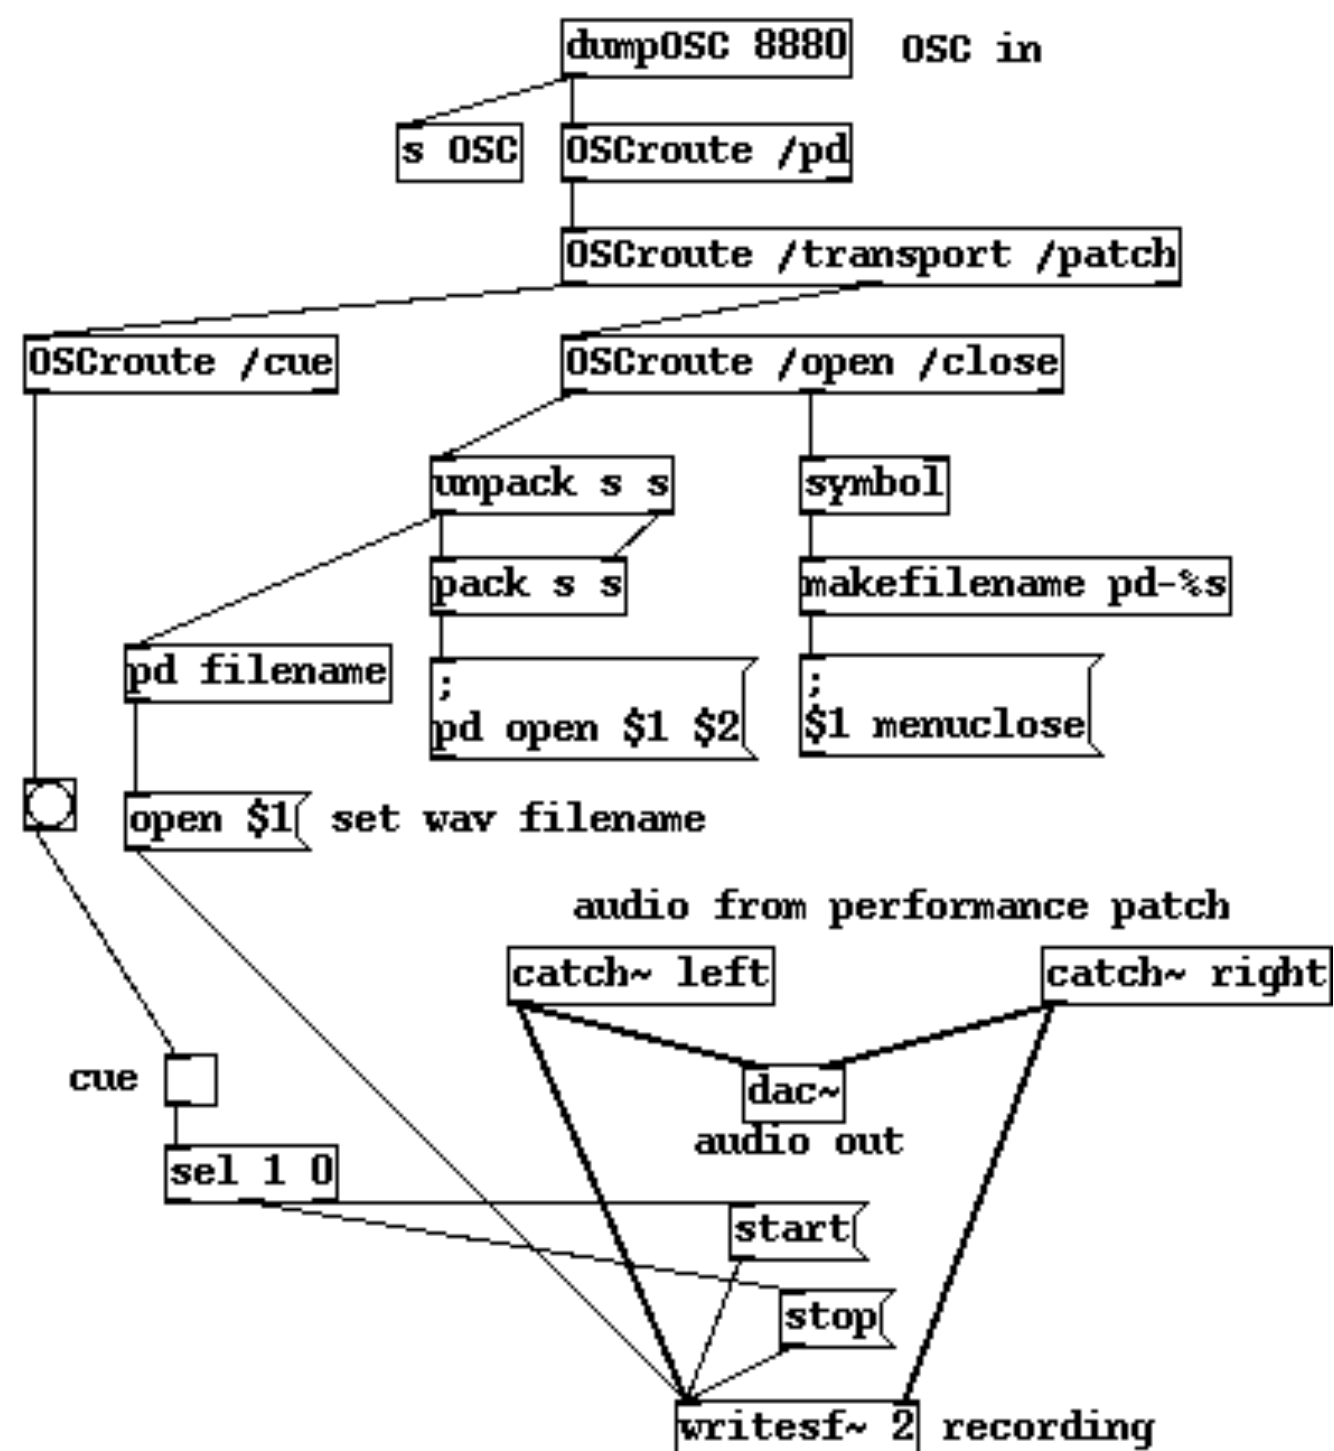 dumpOSC 8880 OSC in
s OSC OSCroute /pd
OSCroute /transport /patch
OSCroute /cue OSCroute /open /close
unpack s s symbol
pack s s makefilename pd-%s
pd filename
;
pd open $1 $2
;
$1 menuclose
open $1 set wav filename
audio from performance patch
catch~ left catch~ right
cue
dac~
audio out
sel 1 0
start
stop
writesf~ 2 recording